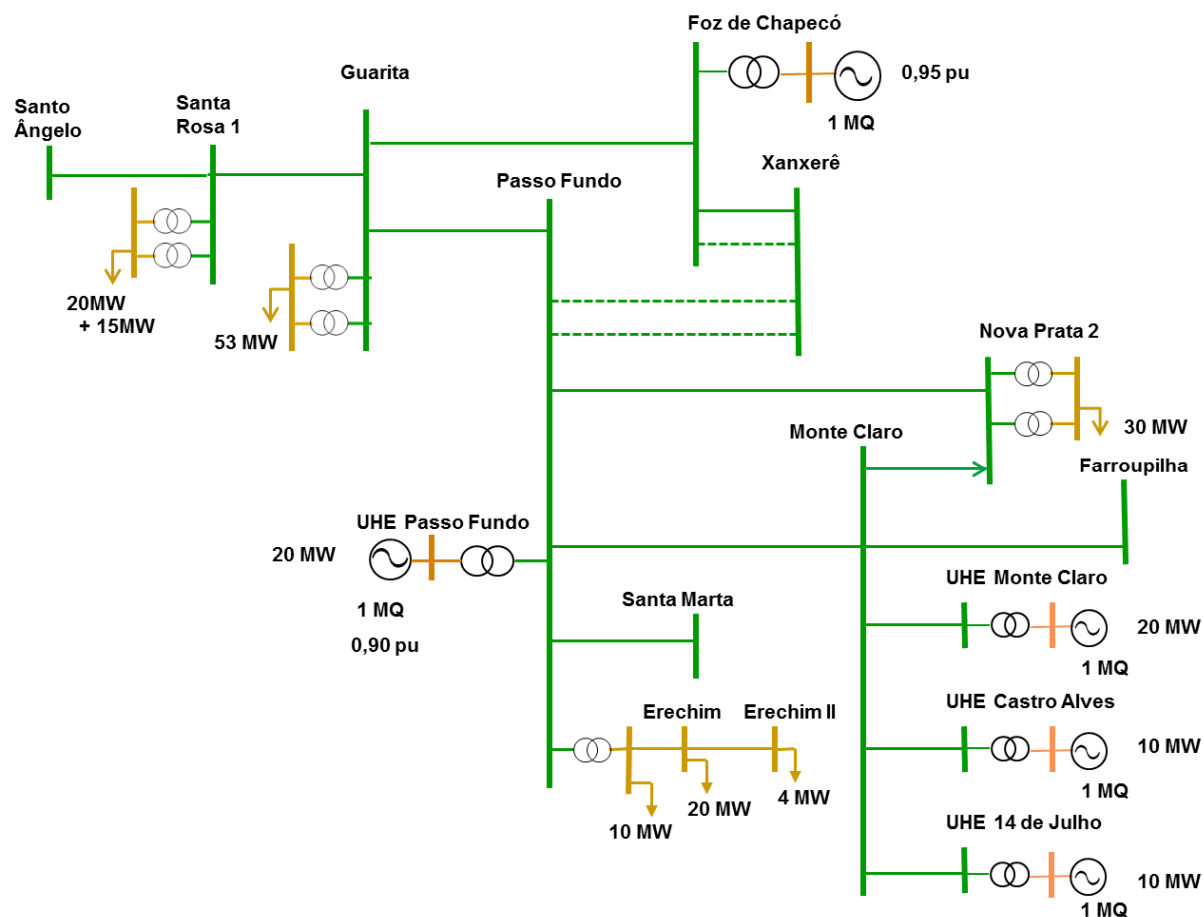 Foz de Chapecó
0,95 pu
1 MQ
Guarita
Santo
Ângelo
Santa
Rosa 1
Xanxerê
Passo Fundo
20MW
+ 15MW
53 MW
Nova Prata 2
30 MW
Monte Claro
Farroupilha
UHE Passo Fundo
20 MW
1 MQ
0,90 pu
UHE Monte Claro
20 MW
1 MQ
Santa Marta
UHE Castro Alves
10 MW
1 MQ
Erechim
Erechim II
4 MW
20 MW
10 MW
UHE 14 de Julho
10 MW
1 MQ